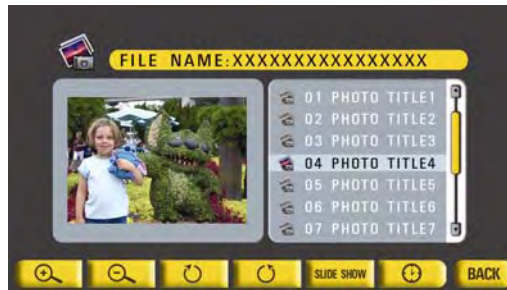 FILE NAME:XXXXXXXXXXXXXXXX
01 PHOTO TITLE1
02 PHOTO TITLE2
03 PHOTO TITLE3
04 PHOTO TITLE4
05 PHOTO TITLE5
06 PHOTO TITLE6
07 PHOTO TITLE7
SLIDE SHOW
BACK